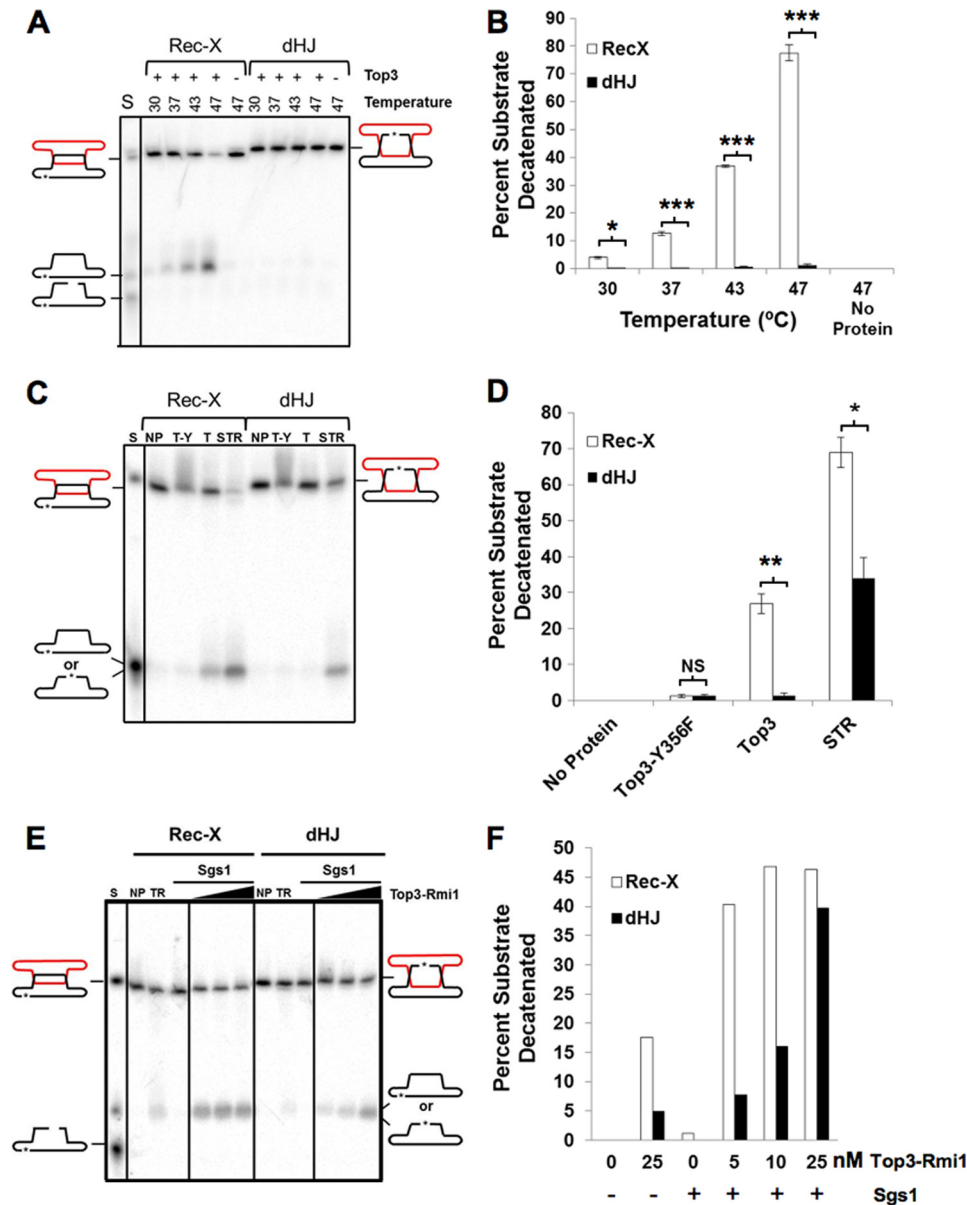 A
Rec-X dHJ
+ + + + - + + + + - Top3
S 30 37 43 47 47 30 37 43 47 47 Temperature
*
*
*
*
B
Percent Substrate
Decatenated
RecX
dHJ
90
80
70
60
50
40
30
20
10
0
*
***
***
***
30 37 43 47 47
No
Protein
Temperature (ºC)
C
Rec-X dHJ
S NP T-Y T STR NP T-Y T STR
*
*
*
or
*
D
Percent Substrate
Decatenated
Rec-X
dHJ
80
70
60
50
40
30
20
10
0
NS
**
*
No Protein
Top3-Y356F
Top3
STR
E
Rec-X dHJ
Sgs1 Sgs1
S NP TR NP TR Top3-Rmi1
*
*
*
or
*
*
F
Percent Substrate
Decatenated
Rec-X
dHJ
50
45
40
35
30
25
20
15
10
5
0
0 25 0 5 10 25 nM Top3-Rmi1
- - + + + + Sgs1